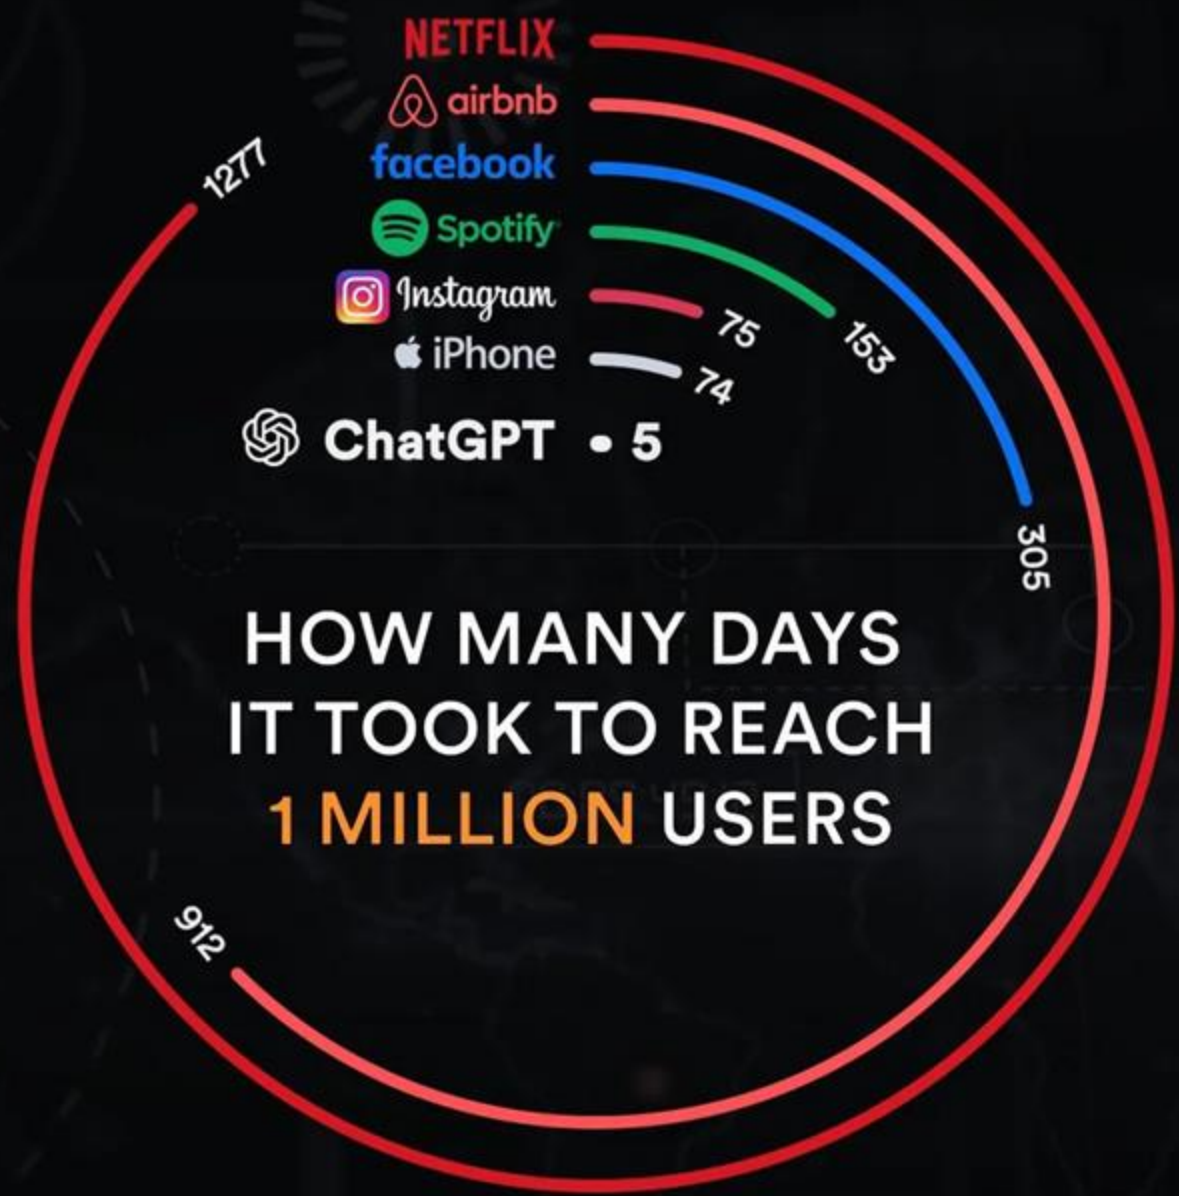 NETFLIX
airbnb
facebook
Spotify
Instagram
iPhone
ChatGPT 5
74
75
153
305
912
1277
HOW MANY DAYS
IT TOOK TO REACH
1 MILLION USERS